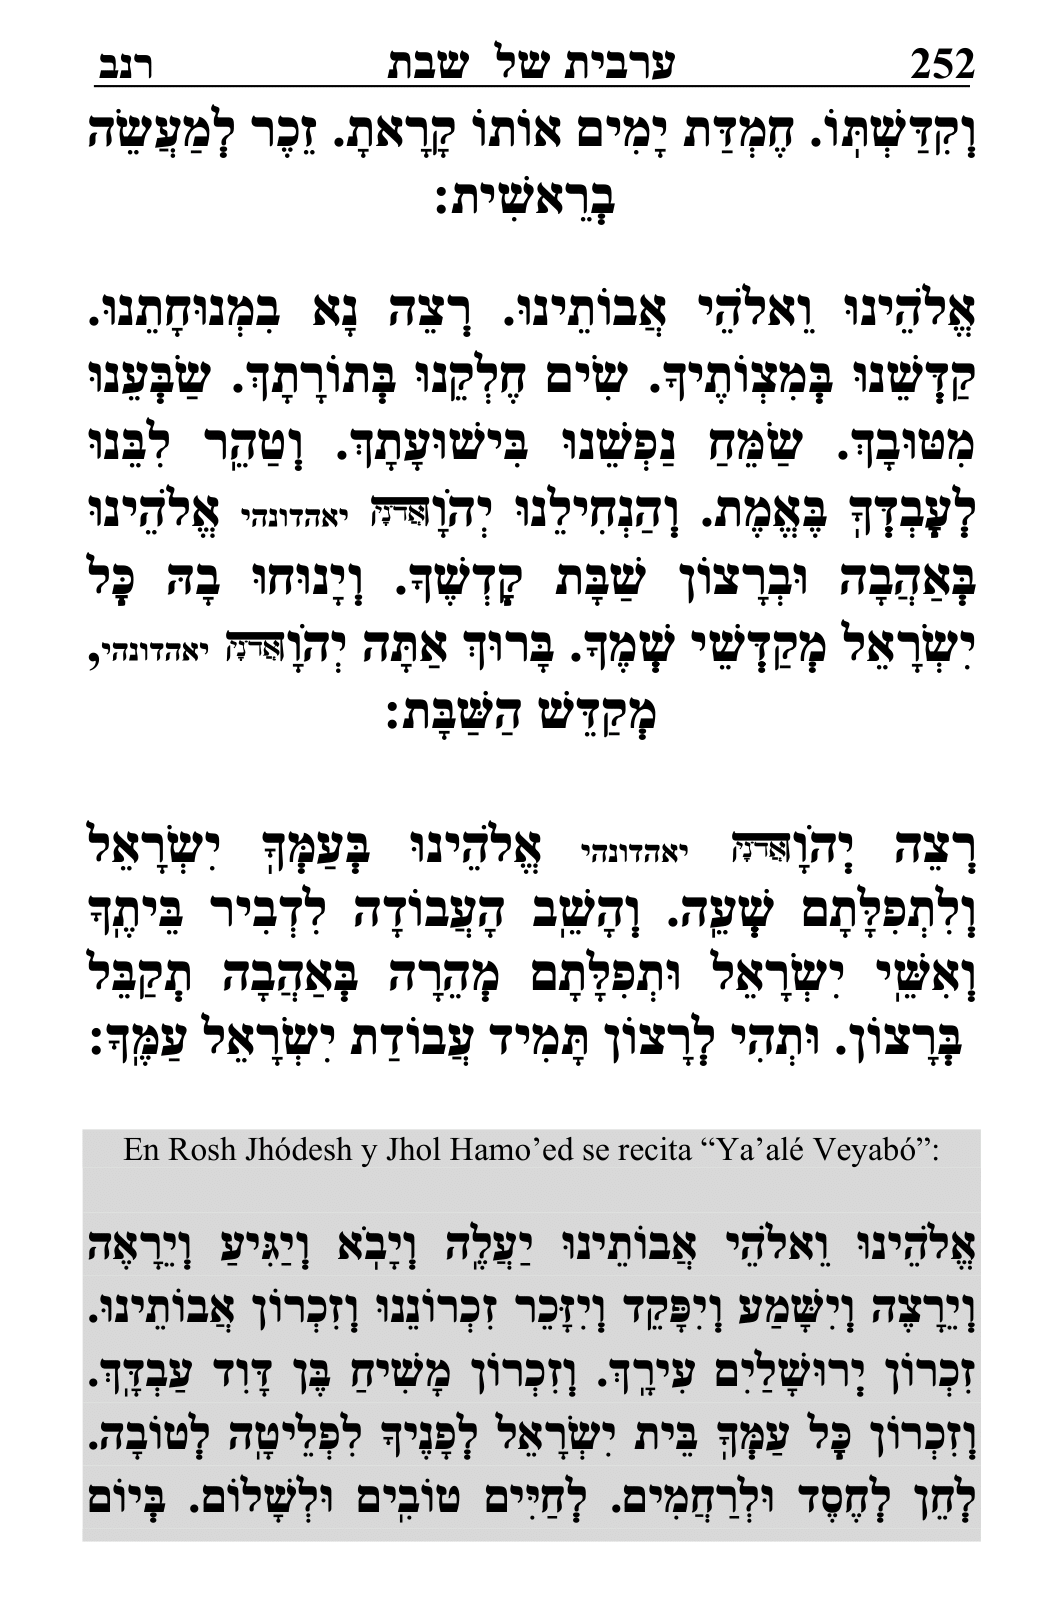 252 ערבית של שבת רנב
וְקִדַּשְׁתּוֹ. חֶמְדַּת יָמִים אוֹתוֹ קָרָאתָ. זֵכֶר לְמַעֲשֵׂה
בְרֵאשִׁית:
אֱלֹהֵינוּ וֵאלֹהֵי אֲבוֹתֵינוּ. רְצֵה נָא בִמְנוּחָתֵנוּ.
קַדְּשֵׁנוּ בְּמִצְוֹתֶיךָ. שִׂים חֶלְקֵנוּ בְּתוֹרָתָךְ. שַׂבְּעֵנוּ
מִטּוּבָךְ. שַׂמֵּחַ נַפְשֵׁנוּ בִּישׁוּעָתָךְ. וְטַהֵר לִבֵּנוּ
לְעָבְדְּךָ בֶּאֱמֶת. וְהַנְחִילֵנוּ יְהֹוָאֲדֹנָיה יאהדונהי אֱלֹהֵינוּ
בְּאַהֲבָה וּבְרָצוֹן שַׁבָּת קָדְשֶׁךָ. וְיָנוּחוּ בָהּ כָּל
יִשְׂרָאֵל מְקַדְּשֵׁי שְׁמֶךָ. בָּרוּךְ אַתָּה יְהֹוָאֲדֹנָיה יאהדונהי,
מְקַדֵּשׁ הַשַּׁבָּת:
רְצֵה יְהֹוָאֲדֹנָיה יאהדונהי אֱלֹהֵינוּ בְּעַמְּךָ יִשְׂרָאֵל
וְלִתְפִלָּתָם שְׁעֵה. וְהָשֵׁב הָעֲבוֹדָה לִדְבִיר בֵּיתֶךָ
וְאִשֵּׁי יִשְׂרָאֵל וּתְפִלָּתָם מְהֵרָה בְּאַהֲבָה תְקַבֵּל
בְּרָצוֹן. וּתְהִי לְרָצוֹן תָּמִיד עֲבוֹדַת יִשְׂרָאֵל עַמֶּךָ:
En Rosh Jhódesh y Jhol Hamo’ed se recita “Ya’alé Veyabó”:
אֱלֹהֵינוּ וֵאלֹהֵי אֲבוֹתֵינוּ יַעֲלֶה וְיָבֹא וְיַגִּיעַ וְיֵרָאֶה
וְיֵרָצֶה וְיִשָּׁמַע וְיִפָּקֵד וְיִזָּכֵר זִכְרוֹנֵנוּ וְזִכְרוֹן אֲבוֹתֵינוּ.
זִכְרוֹן יְרוּשָׁלַיִם עִירָךְ. וְזִכְרוֹן מָשִׁיחַ בֶּן דָּוִד עַבְדָּךְ.
וְזִכְרוֹן כָּל עַמְּךָ בֵּית יִשְׂרָאֵל לְפָנֶיךָ לִפְלֵיטָה לְטוֹבָה.
לְחֵן לְחֶסֶד וּלְרַחֲמִים. לְחַיִּים טוֹבִים וּלְשָׁלוֹם. בְּיוֹם